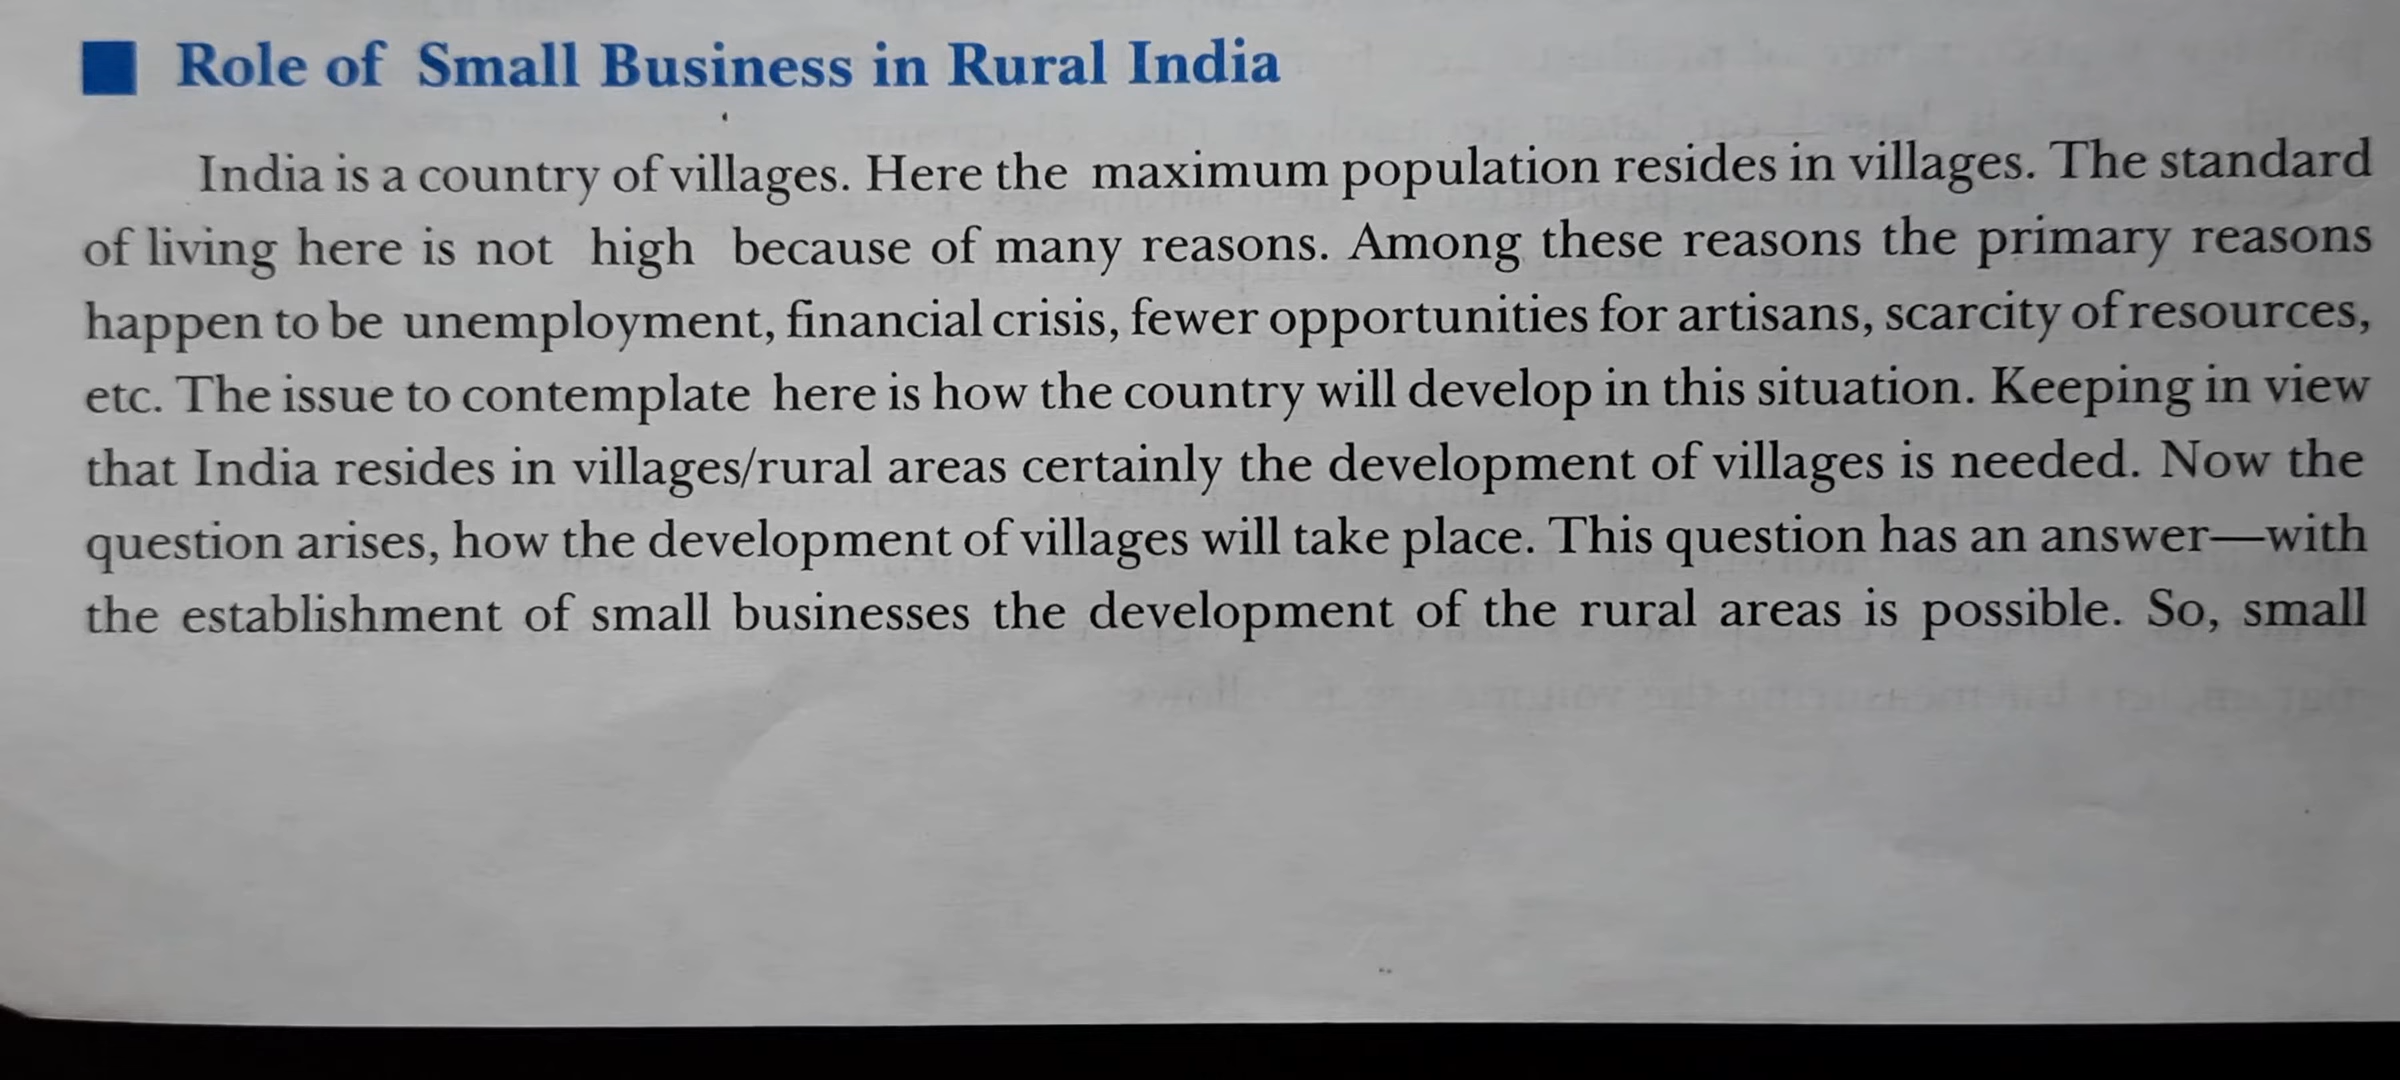 Role of Small Business in Rural India
India is a country of villages. Here the maximum population resides in villages. The standard
of living here is not high because of many reasons. Among these reasons the primary reasons
happen to be unemployment, financial crisis, fewer opportunities for artisans, scarcity of resources,
etc. The issue to contemplate here is how the country will develop in this situation. Keeping in view
that India resides in villages/rural areas certainly the development of villages is needed. Now the
question arises, how the development of villages will take place. This question has an answer—with
the establishment of small businesses the development of the rural areas is possible. So, small